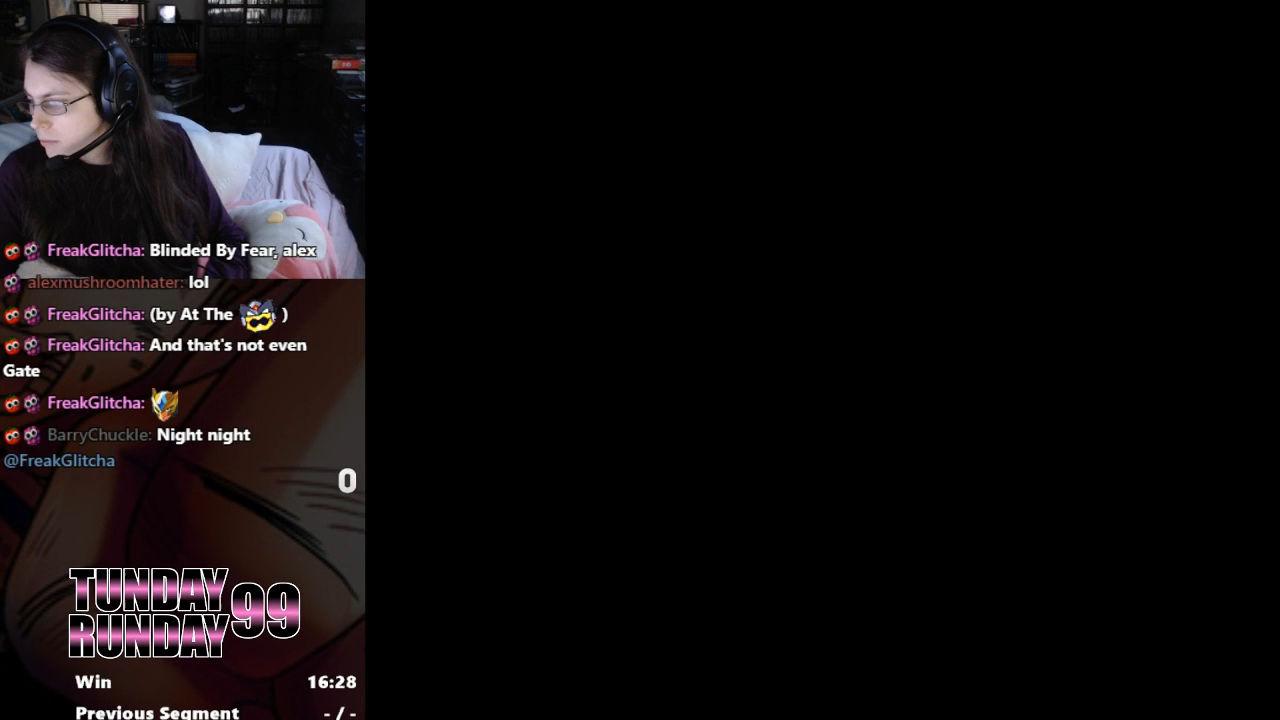 FreakGlitcha: Blinded By Fear, alex
alexmushroomhater: lol
FreakGlitcha: (by At The )
FreakGlitcha: And that's not even
Gate
FreakGlitcha:
BarryChuckle: Night night
@FreakGlitcha
0
TUNDAY
RUNDAY 99
Win 16:28
Previous Segment - / -